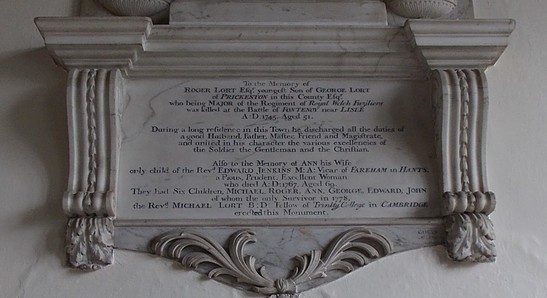 To the Memory of
ROGER LORT Esqr. youngest Son of GEORGE LORT
of PRICKESTON in this County Esqr.
who being MAJOR of the Regiment of Royal Welch Fuziliers
was killed at the Battle of FONTENOY near LISLE
A:D 1745. Aged 51.
During a long residence in this Town he discharged all the duties of
a good Husband, Father, Master, Friend and Magistrate,
and united in his character the various excellencies of
the Soldier the Gentleman and the Christian.
Also to the Memory of ANN his Wife
only child of the Revd. EDWARD JENKINS M:A: Vicar of FAREHAM in HANTS,
a Pious, Prudent, Excellent Woman
who died A:D 1767. Aged 69.
They had Six Children, MICHAEL, ROGER, ANN, GEORGE, EDWARD, JOHN
of whom the only Survivor in 1778,
the Revd. MICHAEL LORT B:D: Fellow of Trinity College in CAMBRIDGE
erected this Monument.